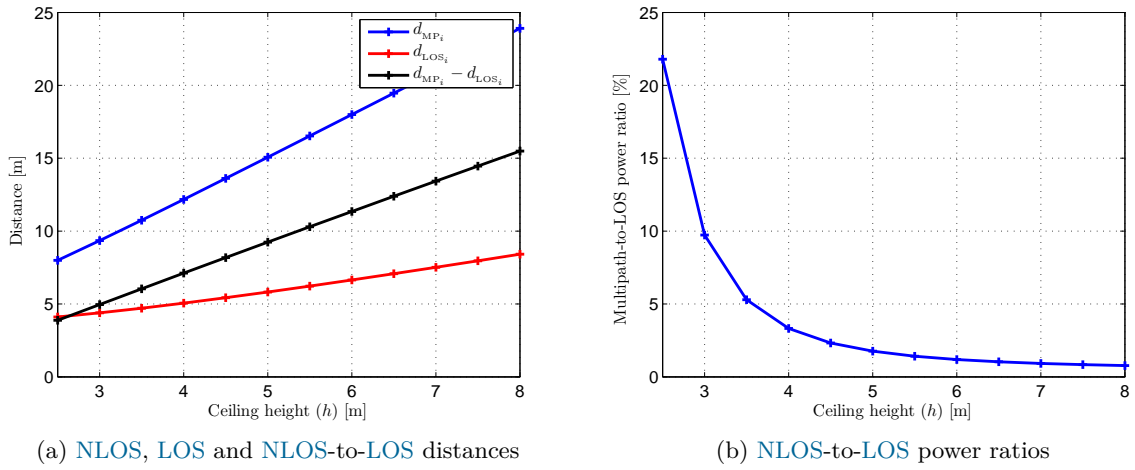 25
20
15
10
5
0
Distance [m]
d_MP_i
d_LOS_i
d_MP_i − d_LOS_i
3 4 5 6 7 8
Ceiling height (h) [m]
(a) NLOS, LOS and NLOS-to-LOS distances
25
20
15
10
5
0
Multipath-to-LOS power ratio [%]
3 4 5 6 7 8
Ceiling height (h) [m]
(b) NLOS-to-LOS power ratios